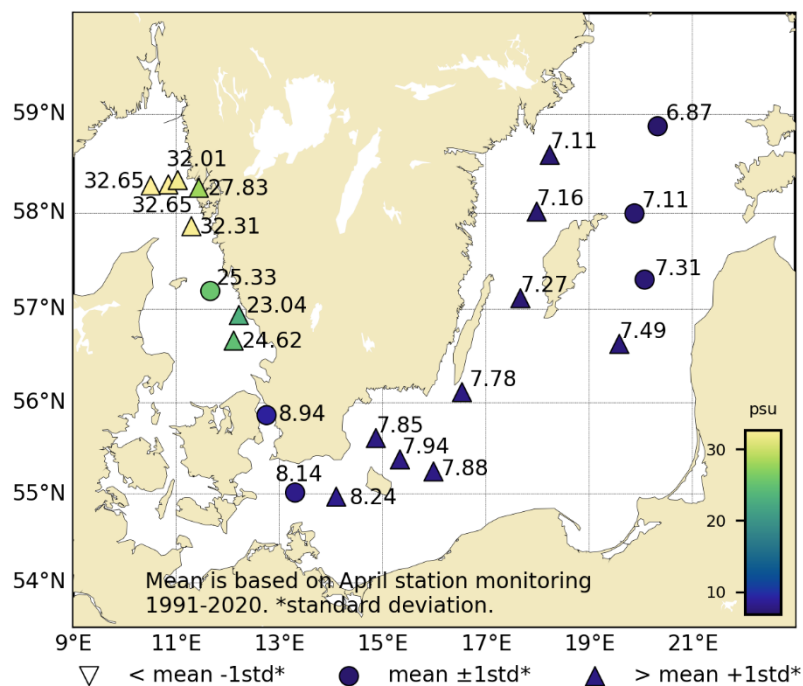 59°N
6.87
7.11
32.01
32.65
27.83
32.65
58°N
7.16
7.11
32.31
25.33
7.31
7.27
57°N
23.04
24.62
7.49
56°N
7.78
8.94
7.85
7.94
7.88
psu
30
20
10
8.14
55°N
8.24
54°N
Mean is based on April station monitoring
1991-2020. *standard deviation.
9°E 11°E 13°E 15°E 17°E 19°E 21°E
< mean -1std* mean ±1std* > mean +1std*